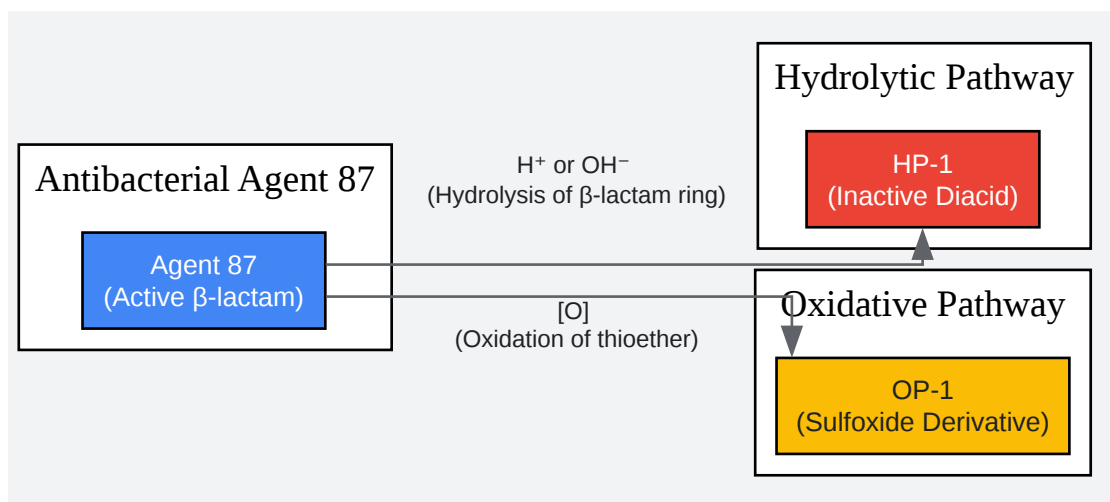 Antibacterial Agent 87
Agent 87
(Active β-lactam)
H⁺ or OH⁻
(Hydrolysis of β-lactam ring)
[O]
(Oxidation of thioether)
Hydrolytic Pathway
HP-1
(Inactive Diacid)
Oxidative Pathway
OP-1
(Sulfoxide Derivative)